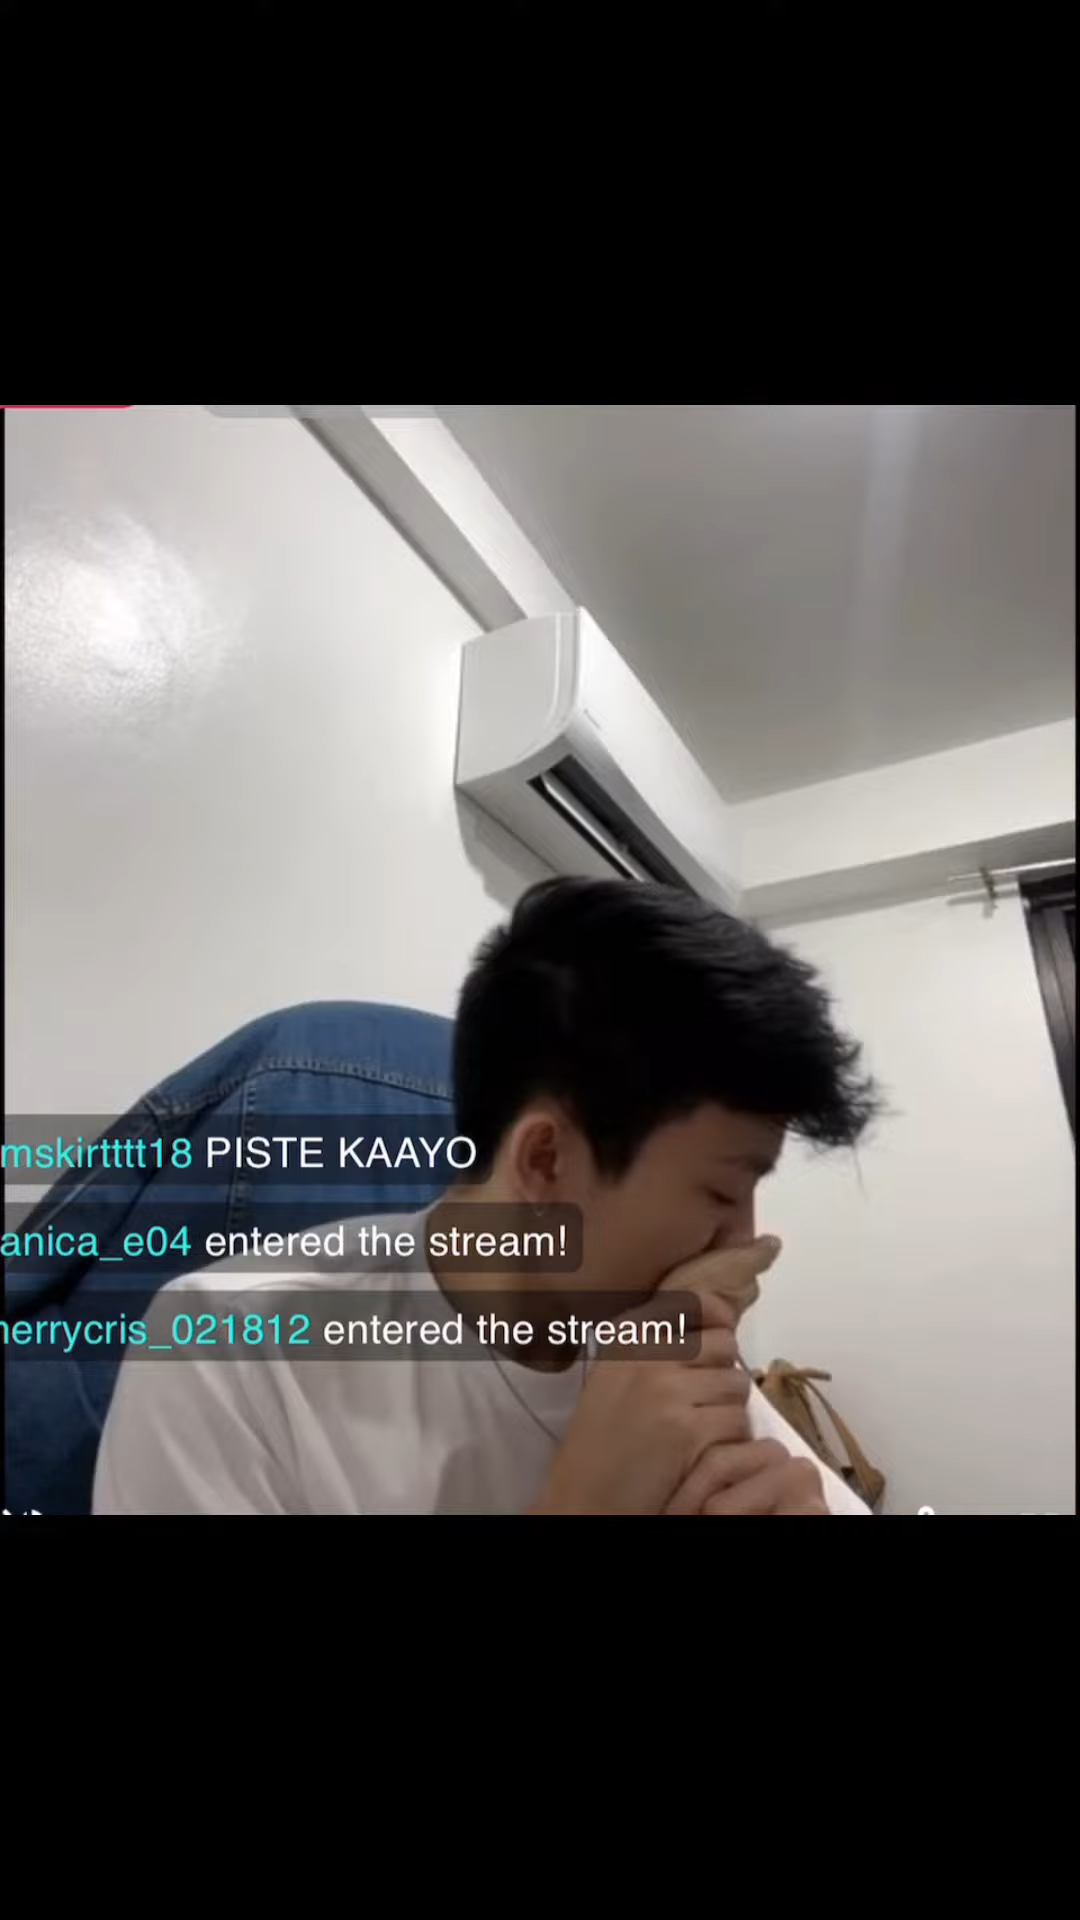 mskirtttt18 PISTE KAAYO
anica_e04 entered the stream!
herrycris_021812 entered the stream!